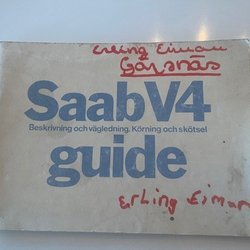 Erling Eiman
Gärsnäs
Saab V4
Beskrivning och vägledning. Körning och skötsel
guide
Erling Eiman